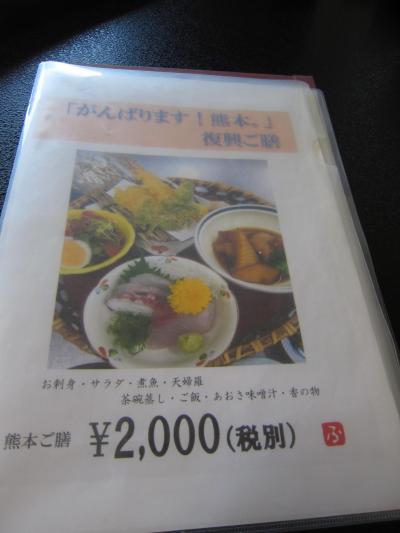 「がんばります！熊本。」
復興ご膳
お刺身・サラダ・煮魚・天婦羅
茶碗蒸し・ご飯・あおさ味噌汁・香の物
熊本ご膳 ¥2,000(税別) ふ